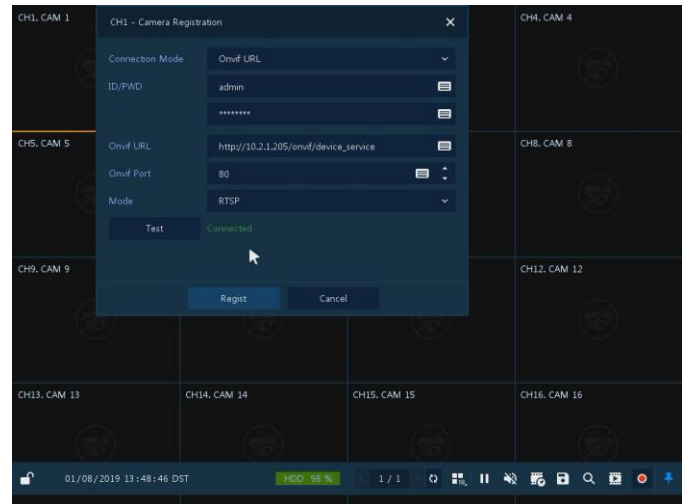 CH1. CAM 1
CH4. CAM 4
CH1 - Camera Registration
Connection Mode
Onvif URL
ID/PWD
admin
********
CH5. CAM 5
CH8. CAM 8
Onvif URL
http://10.2.1.205/onvif/device_service
Onvif Port
80
Mode
RTSP
Test
Connected
CH9. CAM 9
CH12. CAM 12
Regist
Cancel
CH13. CAM 13
CH14. CAM 14
CH15. CAM 15
CH16. CAM 16
01/08/2019 13:48:46 DST
HDD 98 %
1 / 1
16